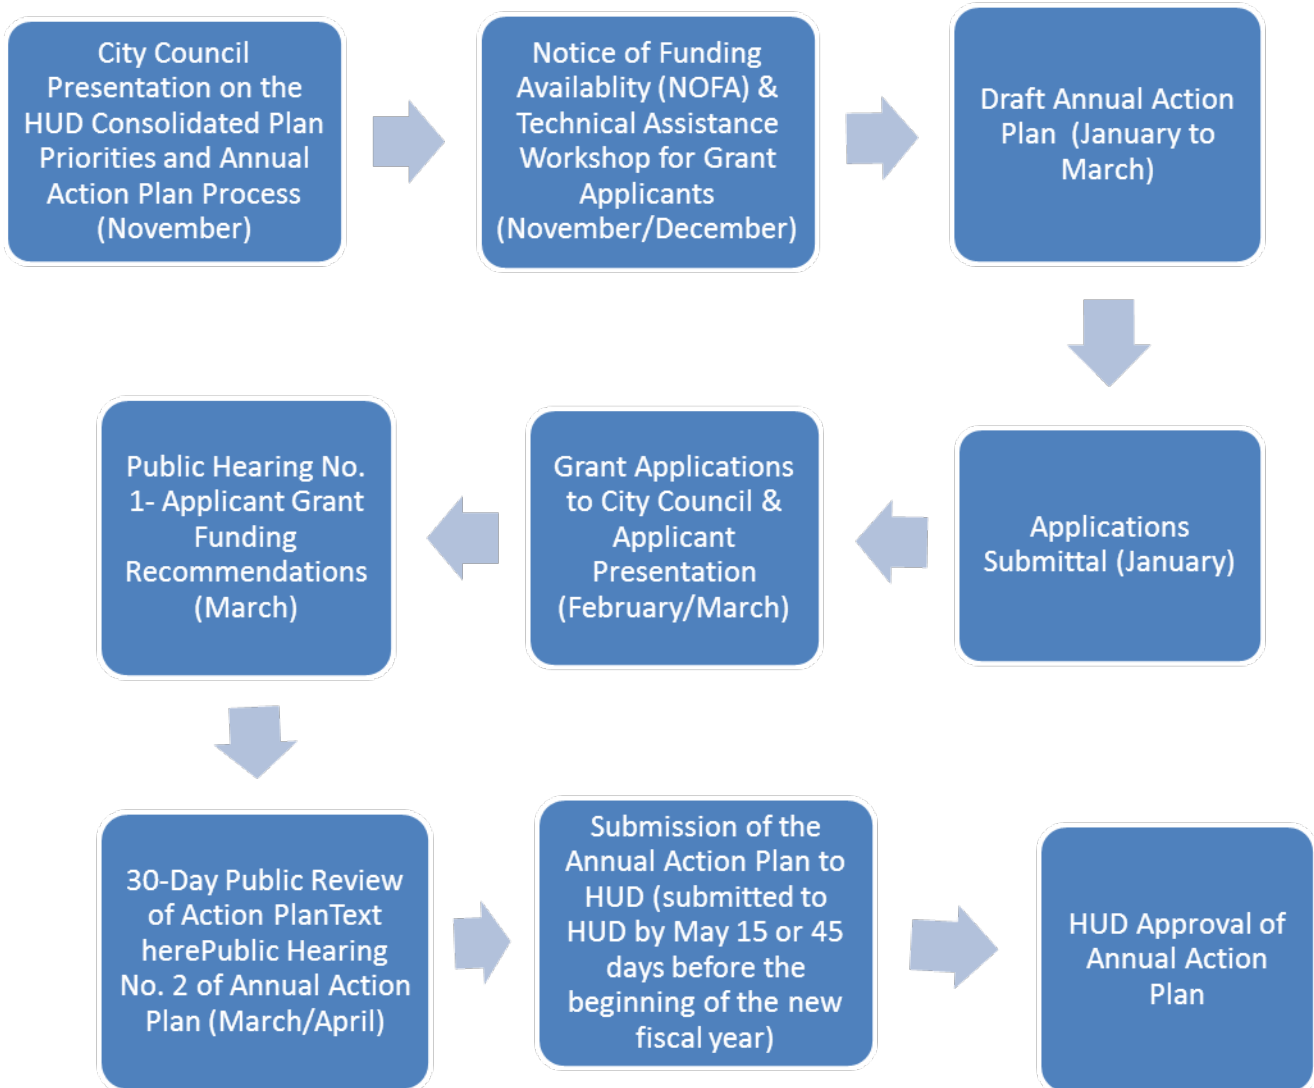 City Council
Presentation on the
HUD Consolidated Plan
Priorities and Annual
Action Plan Process
(November)
Notice of Funding
Availablity (NOFA) &
Technical Assistance
Workshop for Grant
Applicants
(November/December)
Draft Annual Action
Plan (January to
March)
Applications
Submittal (January)
Grant Applications
to City Council &
Applicant
Presentation
(February/March)
Public Hearing No.
1- Applicant Grant
Funding
Recommendations
(March)
30-Day Public Review
of Action PlanText
herePublic Hearing
No. 2 of Annual Action
Plan (March/April)
Submission of the
Annual Action Plan to
HUD (submitted to
HUD by May 15 or 45
days before the
beginning of the new
fiscal year)
HUD Approval of
Annual Action
Plan